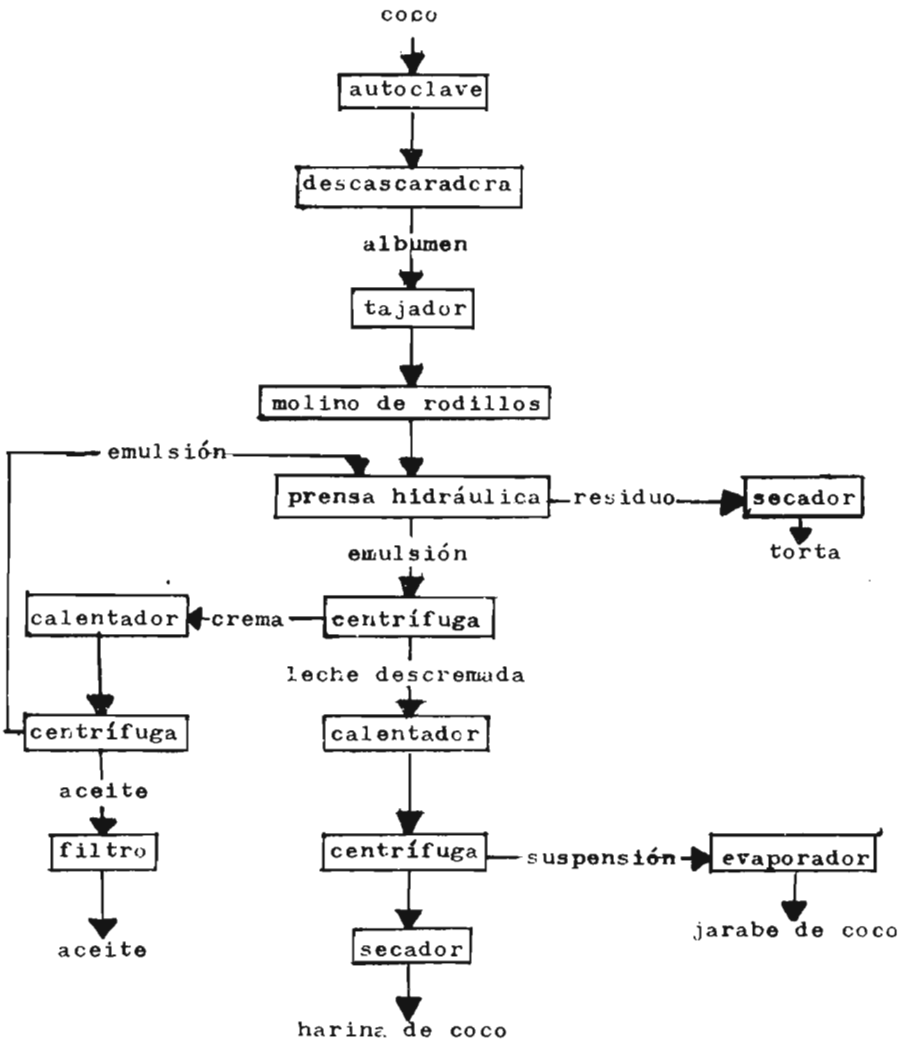 coco
autoclave
descascaradora
albumen
tajador
molino de rodillos
emulsión
prensa hidráulica
residuo
secador
torta
emulsión
calentador
crema
centrífuga
leche descremada
centrífuga
calentador
aceite
filtro
centrífuga
suspensión
evaporador
aceite
secador
jarabe de coco
harina de coco